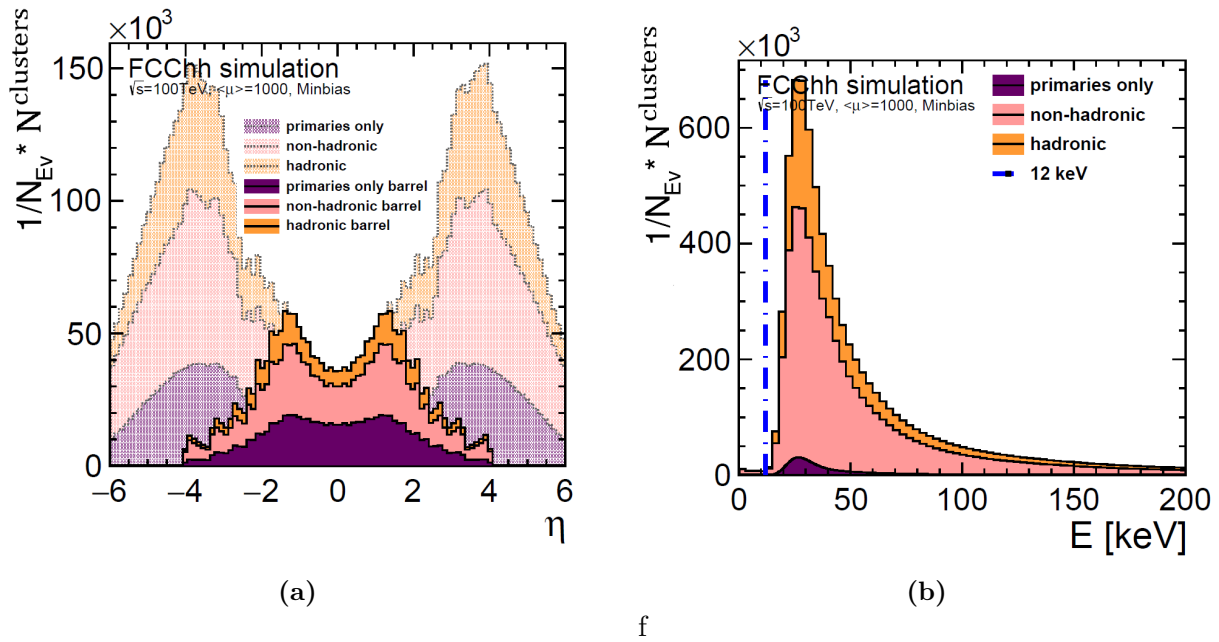 ×10³
150
100
50
0
1/N_Ev * N^clusters
FCChh simulation
√s=100TeV, <μ>=1000, Minbias
primaries only
non-hadronic
hadronic
primaries only barrel
non-hadronic barrel
hadronic barrel
−6 −4 −2 0 2 4 6
η
(a)
×10³
600
400
200
0
1/N_Ev * N^clusters
FCChh simulation
√s=100TeV, <μ>=1000, Minbias
primaries only
non-hadronic
hadronic
12 keV
0 50 100 150 200
E [keV]
(b)
f